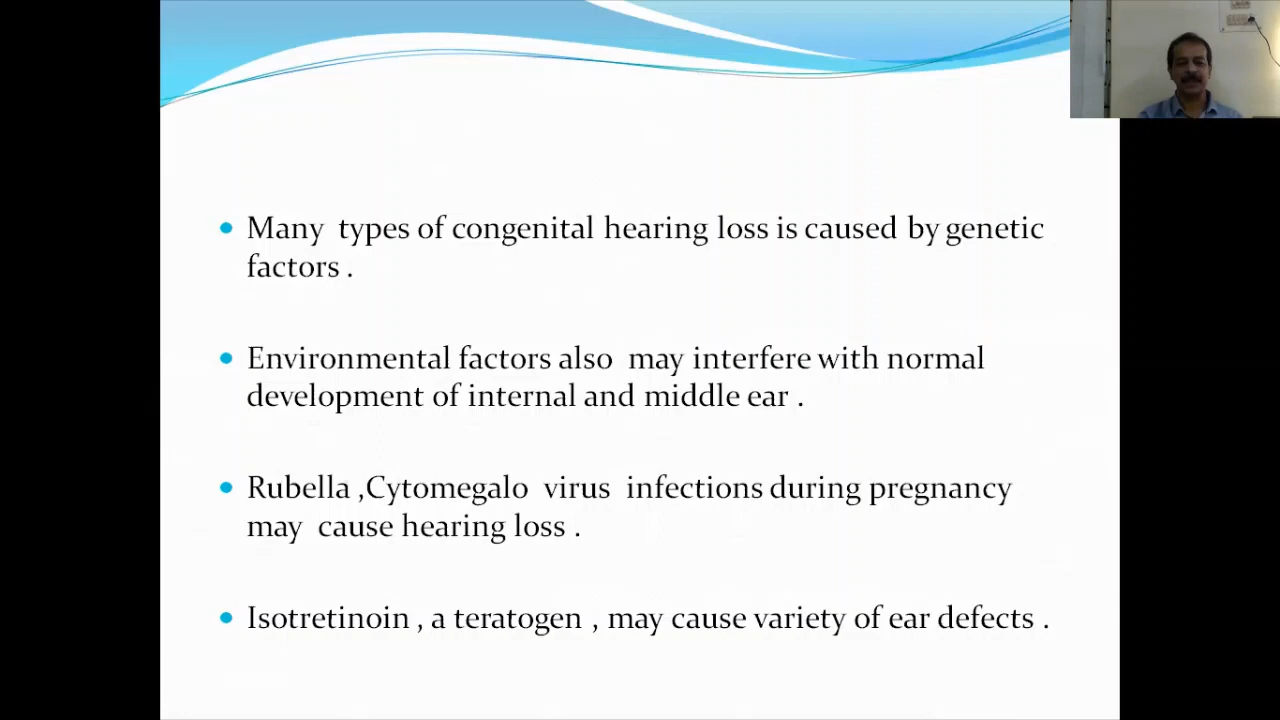 Many types of congenital hearing loss is caused by genetic
factors .
Environmental factors also may interfere with normal
development of internal and middle ear .
Rubella ,Cytomegalo virus infections during pregnancy
may cause hearing loss .
Isotretinoin , a teratogen , may cause variety of ear defects .